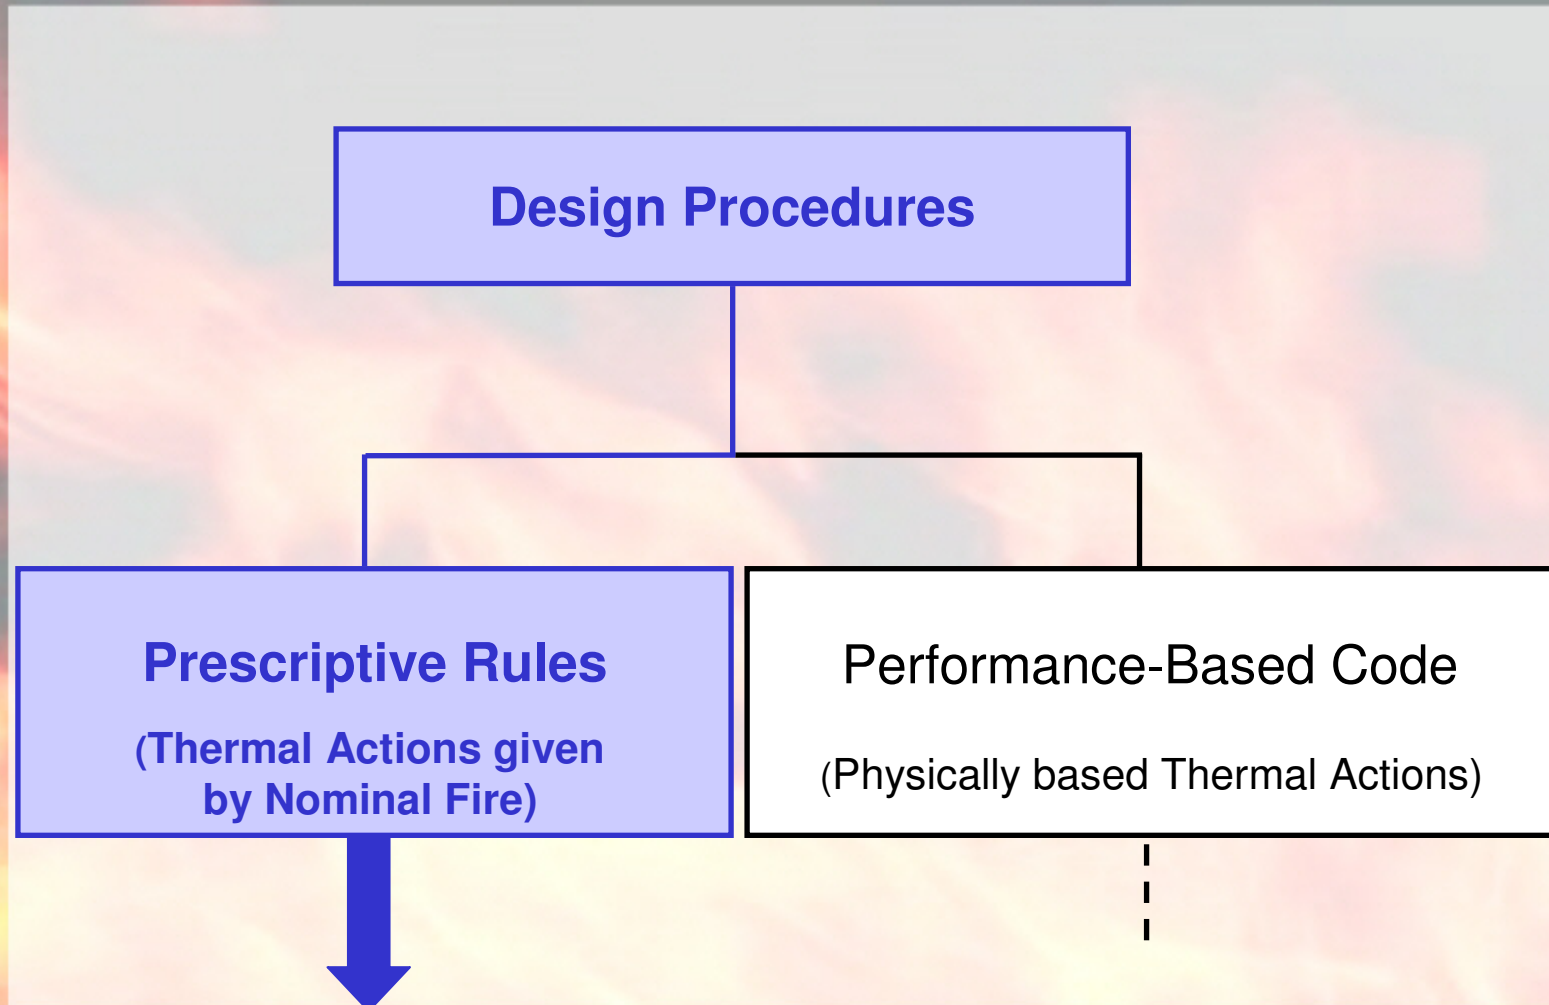 Design Procedures
Prescriptive Rules
(Thermal Actions given
by Nominal Fire)
Performance-Based Code
(Physically based Thermal Actions)